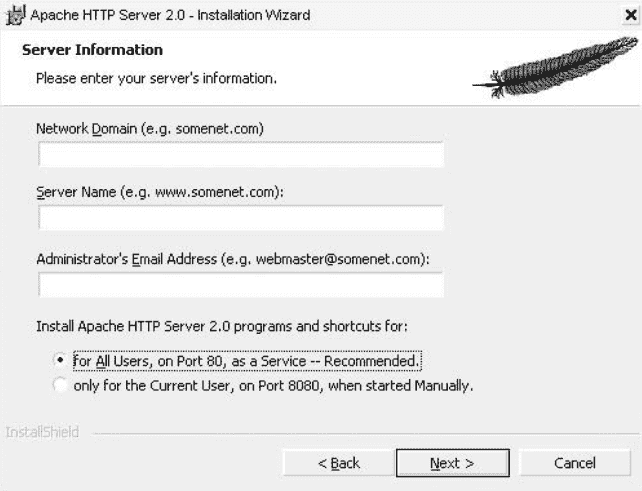 Apache HTTP Server 2.0 - Installation Wizard
Server Information
Please enter your server's information.
Network Domain (e.g. somenet.com)
Server Name (e.g. www.somenet.com):
Administrator's Email Address (e.g. webmaster@somenet.com):
Install Apache HTTP Server 2.0 programs and shortcuts for:
for All Users, on Port 80, as a Service -- Recommended.
only for the Current User, on Port 8080, when started Manually.
InstallShield
< Back Next > Cancel